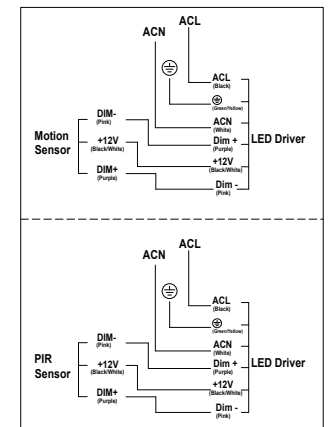 ACL
ACN
ACL
(Black)
(Green/Yellow)
ACN
(White)
DIM-
(Pink)
Dim +
(Purple)
Motion
Sensor
+12V
(Black/White)
LED Driver
+12V
(Black/White)
DIM+
(Purple)
Dim -
(Pink)
ACL
ACN
ACL
(Black)
(Green/Yellow)
ACN
(White)
DIM-
(Pink)
Dim +
(Purple)
PIR
Sensor
+12V
(Black/White)
LED Driver
+12V
(Black/White)
DIM+
(Purple)
Dim -
(Pink)